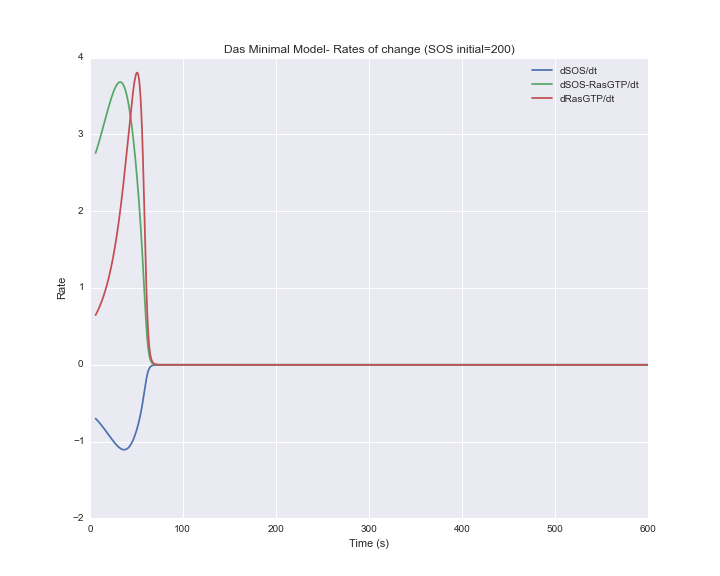 Das Minimal Model- Rates of change (SOS initial=200)
dSOS/dt
dSOS-RasGTP/dt
dRasGTP/dt
Rate
4
3
2
1
0
−1
−2
0 100 200 300 400 500 600
Time (s)